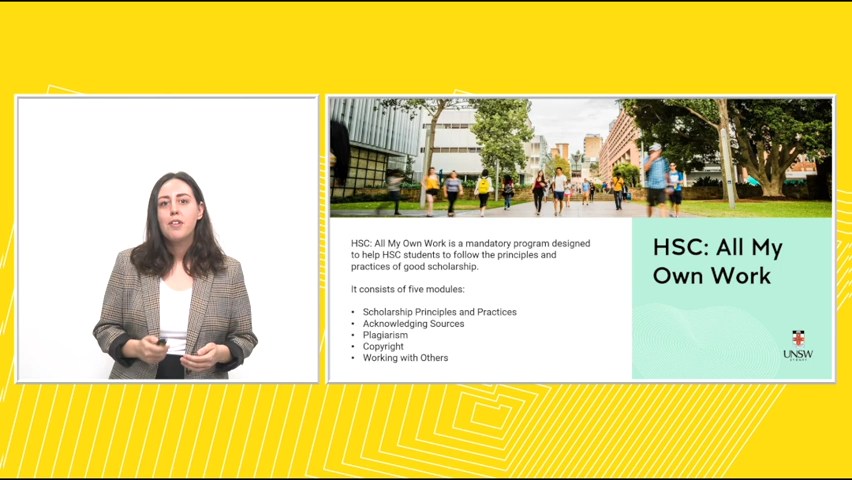 HSC: All My Own Work is a mandatory program designed
to help HSC students to follow the principles and
practices of good scholarship.
It consists of five modules:
• Scholarship Principles and Practices
• Acknowledging Sources
• Plagiarism
• Copyright
• Working with Others
HSC: All My
Own Work
UNSW
SYDNEY